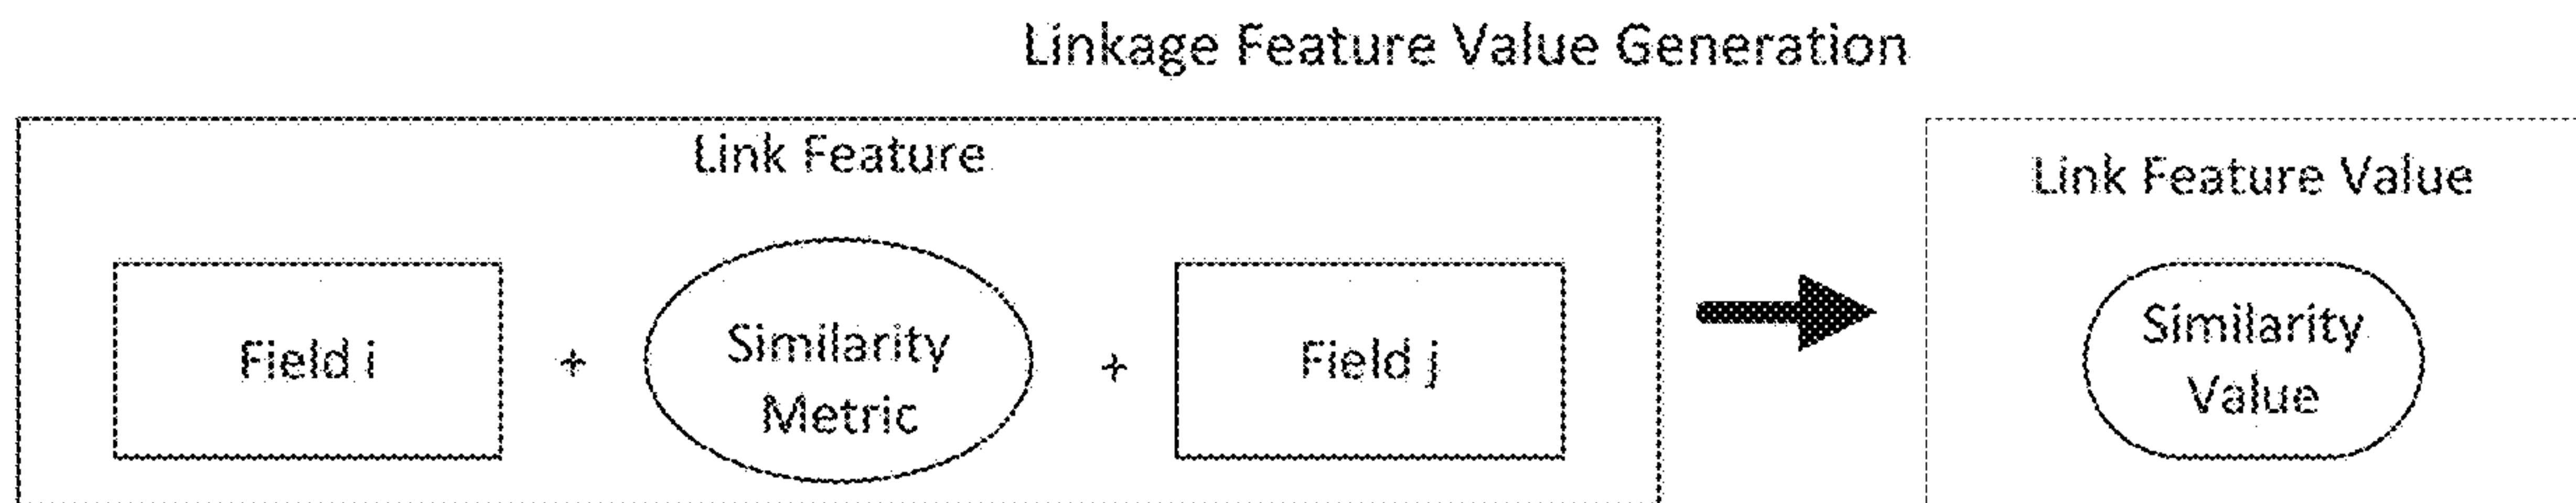 Linkage Feature Value Generation
Link Feature
Link Feature Value
Field i
+
Similarity
Metric
+
Field j
Similarity
Value